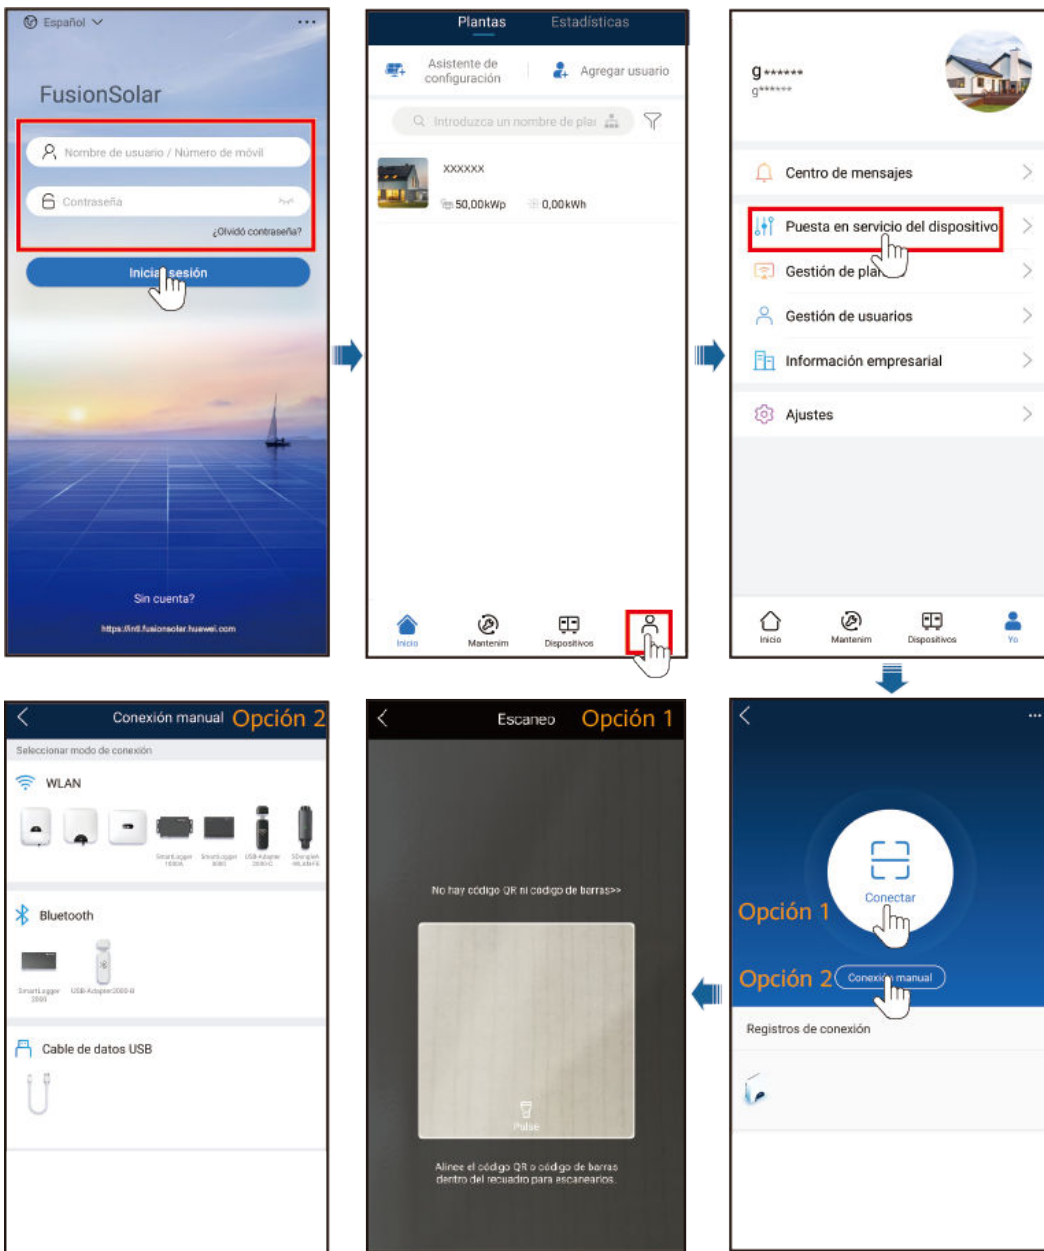 Español
FusionSolar
Nombre de usuario / Número de móvil
Contraseña
¿Olvidó contraseña?
Iniciar sesión
Sin cuenta?
https://intl.fusionsolar.huawei.com
Plantas
Estadísticas
Asistente de
configuración
Agregar usuario
Introduzca un nombre de plar
XXXXXX
50,00kWp
0,00kWh
Inicio
Mantenim
Dispositivos
g******
g******
Centro de mensajes
Puesta en servicio del dispositivo
Gestión de pla
Gestión de usuarios
Información empresarial
Ajustes
Inicio
Mantenim
Dispositivos
Yo
Conectar
Opción 1
Opción 2
Conexión manual
Registros de conexión
Escaneo
Opción 1
No hay código QR ni código de barras>>
Pulse
Alinee el código QR o código de barras
dentro del recuadro para escanearlos.
Conexión manual
Opción 2
Seleccionar modo de conexión
WLAN
SmartLogger
1000A
SmartLogger
3000
USB-Adapter
2000-C
SDongleA
-WLAN-FE
Bluetooth
SmartLogger
2000
USB-Adapter2000-B
Cable de datos USB